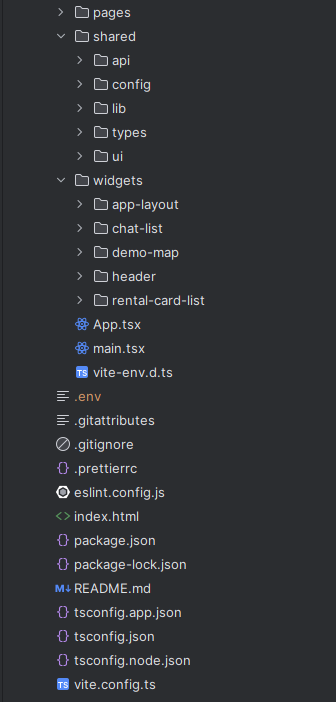 pages
shared
api
config
lib
types
ui
widgets
app-layout
chat-list
demo-map
header
rental-card-list
App.tsx
main.tsx
TS vite-env.d.ts
.env
.gitattributes
.gitignore
.prettierrc
eslint.config.js
<> index.html
{} package.json
{} package-lock.json
M↓ README.md
{} tsconfig.app.json
{} tsconfig.json
{} tsconfig.node.json
TS vite.config.ts